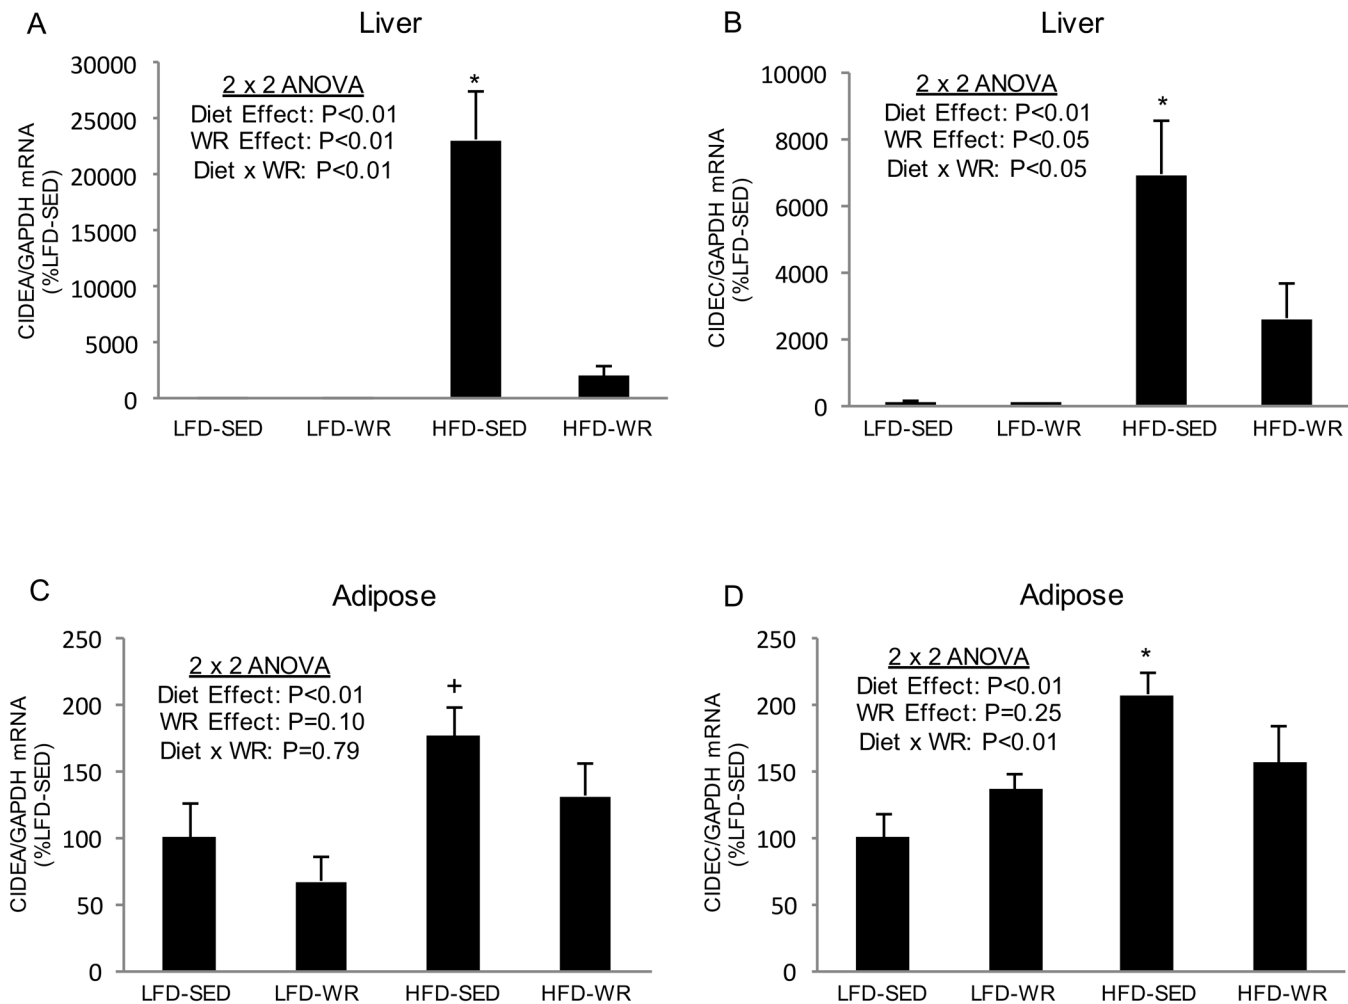 A
Liver
CIDEA/GAPDH mRNA
(%LFD-SED)
30000
25000
20000
15000
10000
5000
0
2 x 2 ANOVA
Diet Effect: P<0.01
WR Effect: P<0.01
Diet x WR: P<0.01
*
LFD-SED
LFD-WR
HFD-SED
HFD-WR
B
Liver
CIDEC/GAPDH mRNA
(%LFD-SED)
10000
8000
6000
4000
2000
0
2 x 2 ANOVA
Diet Effect: P<0.01
WR Effect: P<0.05
Diet x WR: P<0.05
*
LFD-SED
LFD-WR
HFD-SED
HFD-WR
C
Adipose
CIDEA/GAPDH mRNA
(%LFD-SED)
250
200
150
100
50
0
2 x 2 ANOVA
Diet Effect: P<0.01
WR Effect: P=0.10
Diet x WR: P=0.79
+
LFD-SED
LFD-WR
HFD-SED
HFD-WR
D
Adipose
CIDEC/GAPDH mRNA
(%LFD-SED)
250
200
150
100
50
0
2 x 2 ANOVA
Diet Effect: P<0.01
WR Effect: P=0.25
Diet x WR: P<0.01
*
LFD-SED
LFD-WR
HFD-SED
HFD-WR